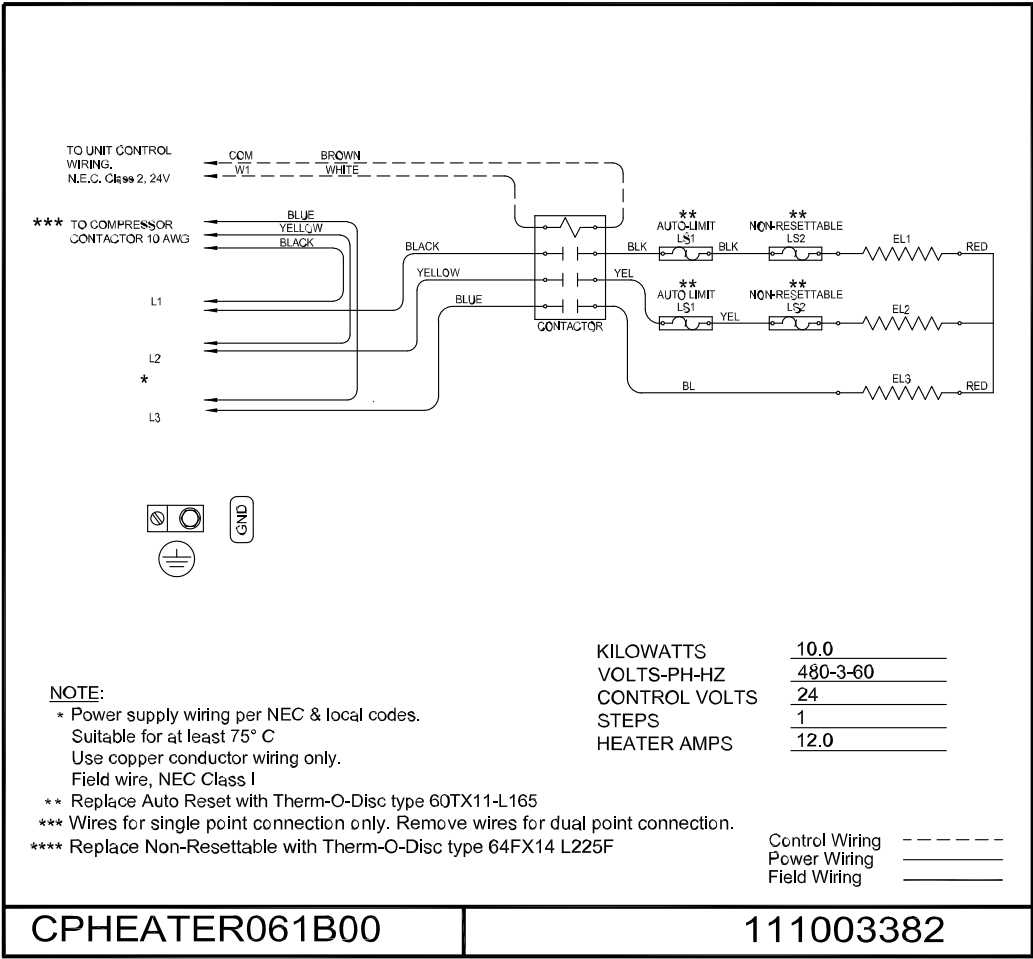 TO UNIT CONTROL
WIRING.
N.E.C. Class 2, 24V
COM BROWN
W1 WHITE
*** TO COMPRESSOR
CONTACTOR 10 AWG
BLUE
YELLOW
BLACK
BLACK
YELLOW
BLUE
L1
L2
*
L3
CONTACTOR
BLK
**
AUTO-LIMIT
LS1
BLK
**
NON-RESETTABLE
LS2
EL1
RED
YEL
**
AUTO LIMIT
LS1
YEL
**
NON-RESETTABLE
LS2
EL2
BL
EL3
RED
GND
KILOWATTS 10.0
VOLTS-PH-HZ 480-3-60
CONTROL VOLTS 24
STEPS 1
HEATER AMPS 12.0
NOTE:
* Power supply wiring per NEC & local codes.
Suitable for at least 75° C
Use copper conductor wiring only.
Field wire, NEC Class I
** Replace Auto Reset with Therm-O-Disc type 60TX11-L165
*** Wires for single point connection only. Remove wires for dual point connection.
**** Replace Non-Resettable with Therm-O-Disc type 64FX14 L225F
Control Wiring
Power Wiring
Field Wiring
CPHEATER061B00
111003382